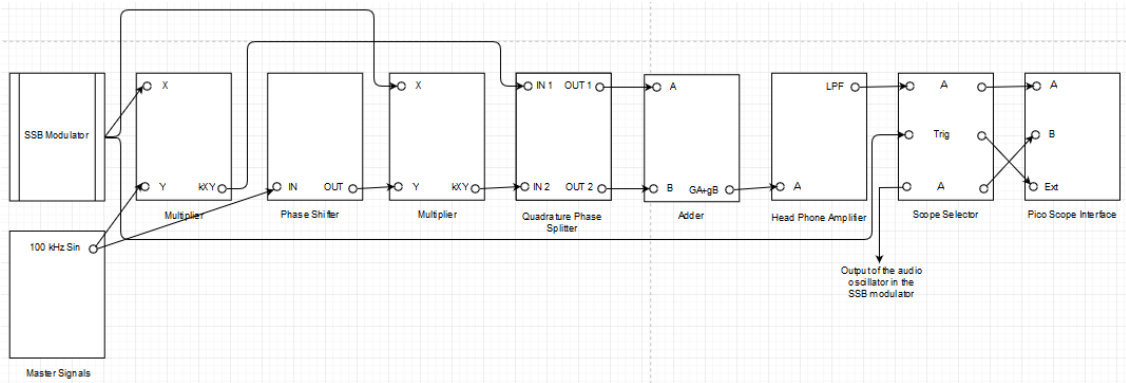 SSB Modulator
X
Y
kXY
Multiplier
IN
OUT
Phase Shifter
X
Y
kXY
Multiplier
IN 1
OUT 1
IN 2
OUT 2
Quadrature Phase
Splitter
A
B
GA+gB
Adder
LPF
A
Head Phone Amplifier
A
Trig
A
Scope Selector
A
B
Ext
Pico Scope Interface
100 kHz Sin
Master Signals
Output of the audio
oscillator in the
SSB modulator